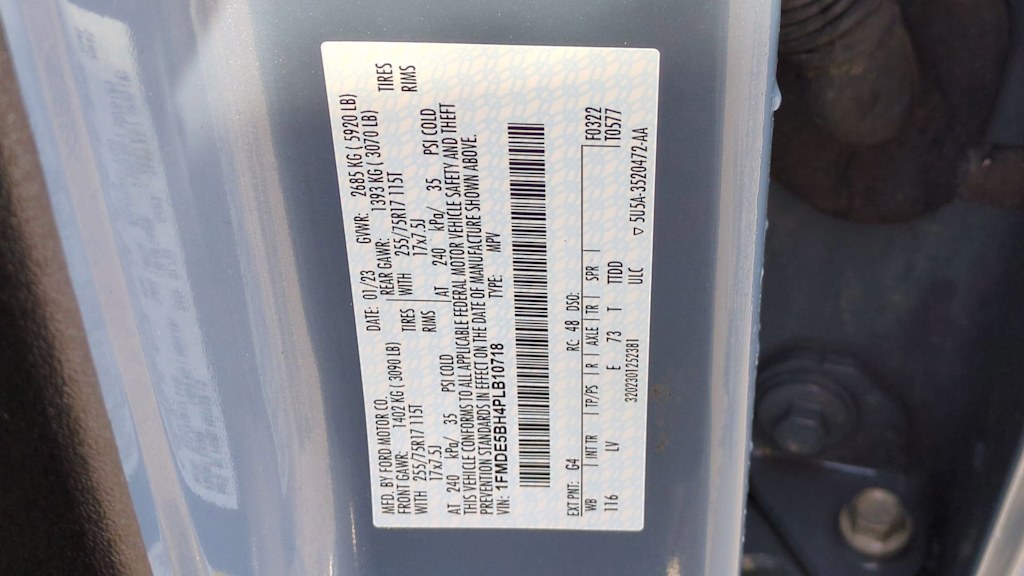 MFD. BY FORD MOTOR CO.
DATE: 01/23 GVWR: 2685 KG ( 5920 LB)
FRONT GAWR: 1402 KG ( 3090 LB)
REAR GAWR: 1393 KG ( 3070 LB)
WITH 255/75R17 115T TIRES
WITH 255/75R17 115T TIRES
17x7.5J RIMS
17x7.5J RIMS
AT 240 kPa/ 35 PSI COLD
AT 240 kPa/ 35 PSI COLD
THIS VEHICLE CONFORMS TO ALL APPLICABLE FEDERAL MOTOR VEHICLE SAFETY AND THEFT
PREVENTION STANDARDS IN EFFECT ON THE DATE OF MANUFACTURE SHOWN ABOVE.
VIN: 1FMDE5BH4PLB10718 TYPE: MPV
EXT PNT: G4 RC: 48 DSO: F0322
WB INTTR TP/PS R AXLE TR SPR T0577
116 LV E 73 T TTDD
32023012523B1 ULC ▽ 5U5A-3520472-AA